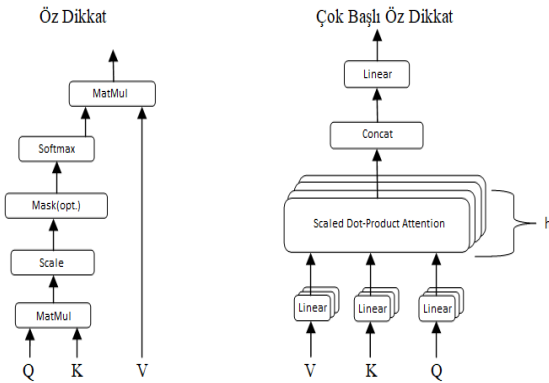 Öz Dikkat
MatMul
Softmax
Mask(opt.)
Scale
MatMul
Q K V
Çok Başlı Öz Dikkat
Linear
Concat
Scaled Dot-Product Attention
h
Linear Linear Linear
V K Q